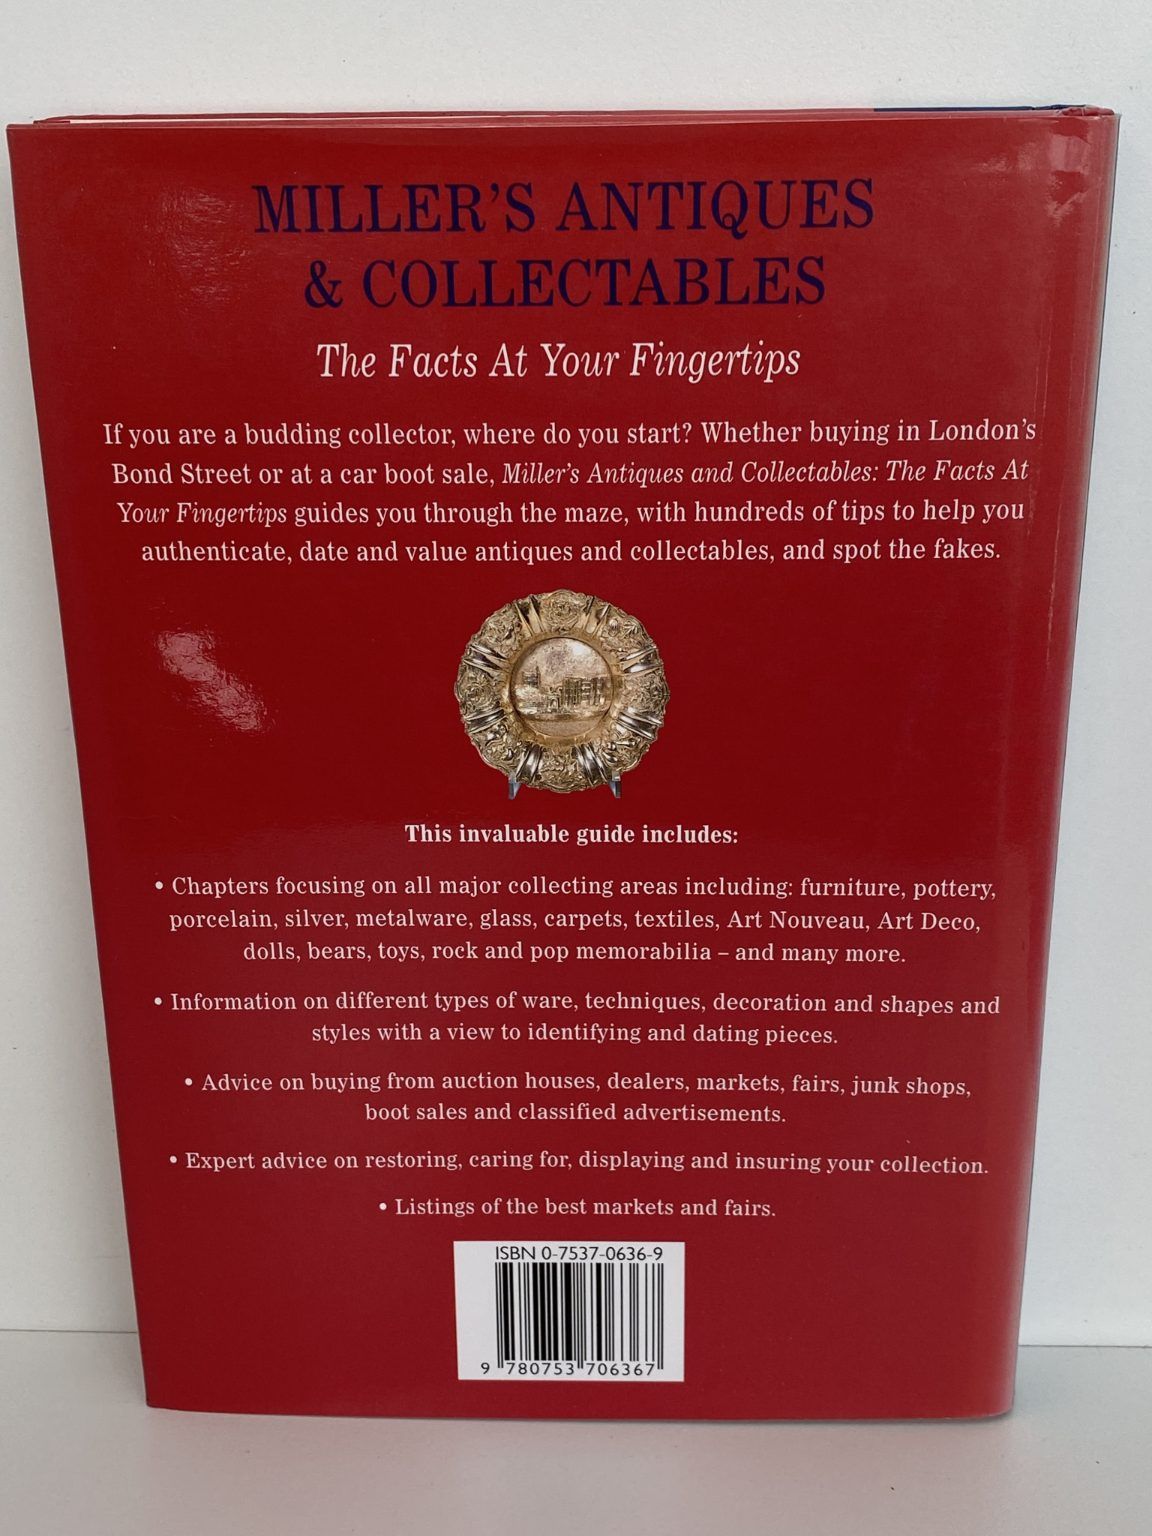 MILLER'S ANTIQUES
& COLLECTABLES
The Facts At Your Fingertips
If you are a budding collector, where do you start? Whether buying in London's
Bond Street or at a car boot sale, Miller's Antiques and Collectables: The Facts At
Your Fingertips guides you through the maze, with hundreds of tips to help you
authenticate, date and value antiques and collectables, and spot the fakes.
This invaluable guide includes:
• Chapters focusing on all major collecting areas including: furniture, pottery,
porcelain, silver, metalware, glass, carpets, textiles, Art Nouveau, Art Deco,
dolls, bears, toys, rock and pop memorabilia – and many more.
• Information on different types of ware, techniques, decoration and shapes and
styles with a view to identifying and dating pieces.
• Advice on buying from auction houses, dealers, markets, fairs, junk shops,
boot sales and classified advertisements.
• Expert advice on restoring, caring for, displaying and insuring your collection.
• Listings of the best markets and fairs.
ISBN 0-7537-0636-9
9 780753 706367